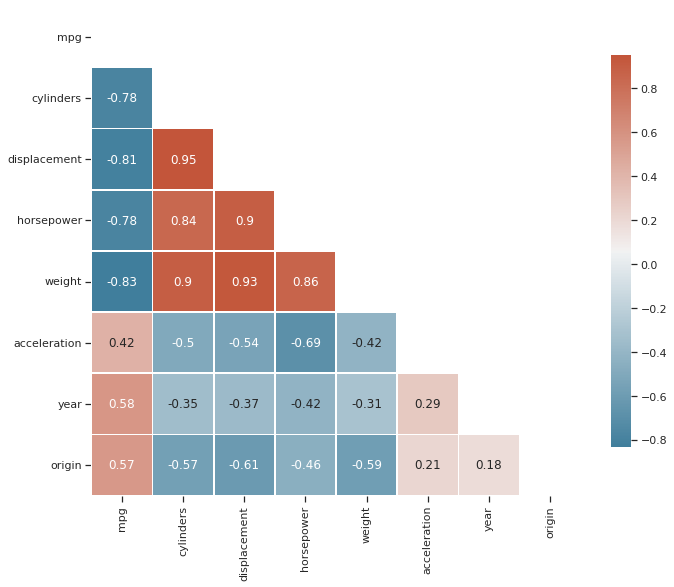 mpg
cylinders -0.78
displacement -0.81 0.95
horsepower -0.78 0.84 0.9
weight -0.83 0.9 0.93 0.86
acceleration 0.42 -0.5 -0.54 -0.69 -0.42
year 0.58 -0.35 -0.37 -0.42 -0.31 0.29
origin 0.57 -0.57 -0.61 -0.46 -0.59 0.21 0.18
mpg cylinders displacement horsepower weight acceleration year origin
0.8
0.6
0.4
0.2
0.0
−0.2
−0.4
−0.6
−0.8